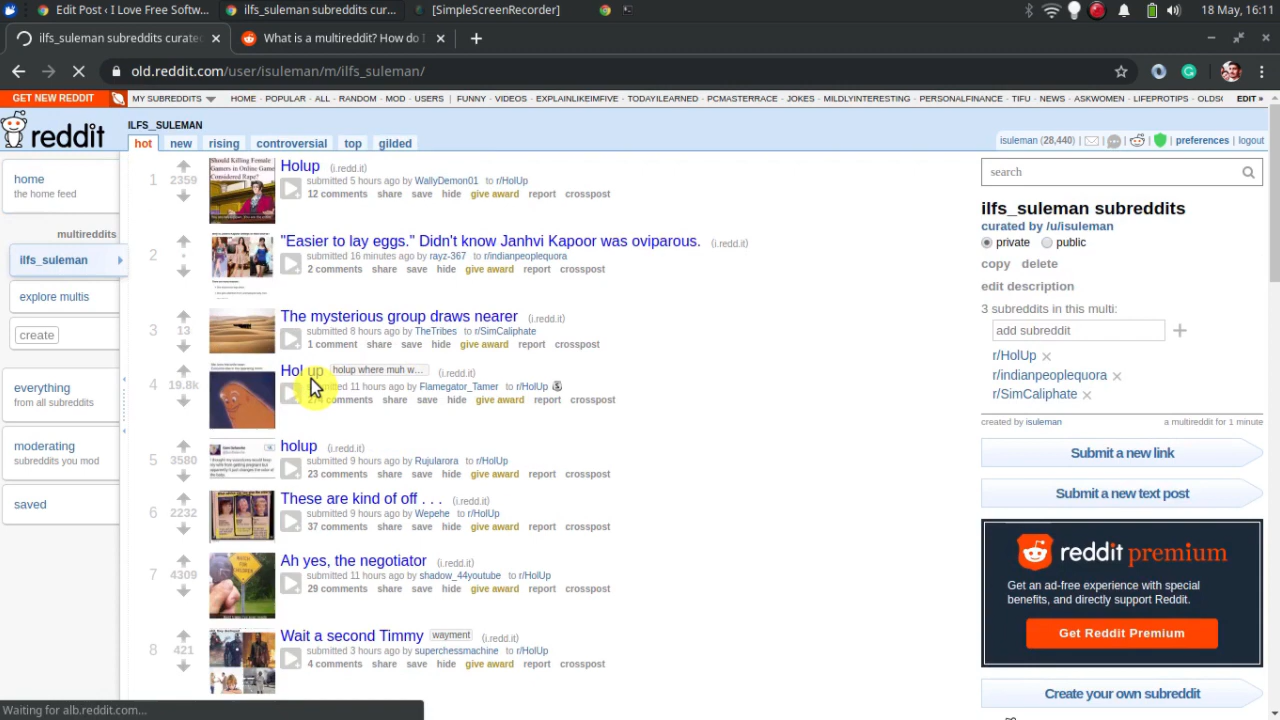 Edit Post ‹ I Love Free Softw...
ilfs_suleman subreddits cur...
[SimpleScreenRecorder]
18 May, 16:11
ilfs_suleman subreddits curate
What is a multireddit? How do I
old.reddit.com/user/isuleman/m/ilfs_suleman/
GET NEW REDDIT
MY SUBREDDITS
HOME - POPULAR - ALL - RANDOM - MOD - USERS | FUNNY - VIDEOS - EXPLAINLIKEIMFIVE - TODAYILEARNED - PCMASTERRACE - JOKES - MILDLYINTERESTING - PERSONALFINANCE - TIFU - NEWS - ASKWOMEN - LIFEPROTIPS - OLDSC
EDIT »
reddit
ILFS_SULEMAN
hot new rising controversial top gilded
isuleman (28,440) | | | | | preferences | logout
home
the home feed
multireddits
ilfs_suleman
explore multis
create
everything
from all subreddits
moderating
subreddits you mod
saved
1
2359
Should Killing Female
Gamers in Online Game
Considered Rape?
Holup (i.redd.it)
submitted 5 hours ago by WallyDemon01 to r/HolUp
12 comments share save hide give award report crosspost
2
•
"Easier to lay eggs." Didn't know Janhvi Kapoor was oviparous. (i.redd.it)
submitted 16 minutes ago by rayz-367 to r/indianpeoplequora
2 comments share save hide give award report crosspost
3
13
The mysterious group draws nearer (i.redd.it)
submitted 8 hours ago by TheTribes to r/SimCaliphate
1 comment share save hide give award report crosspost
4
19.8k
holup where muh w... (i.redd.it)
11 hours ago by Flamegator_Tamer to r/HolUp
comments share save hide give award report crosspost
5
3580
holup (i.redd.it)
submitted 9 hours ago by Rujularora to r/HolUp
23 comments share save hide give award report crosspost
6
2232
These are kind of off . . . (i.redd.it)
submitted 9 hours ago by Wepehe to r/HolUp
37 comments share save hide give award report crosspost
7
4309
Ah yes, the negotiator (i.redd.it)
submitted 11 hours ago by shadow_44youtube to r/HolUp
29 comments share save hide give award report crosspost
8
421
Wait a second Timmy wayment (i.redd.it)
submitted 3 hours ago by superchessmachine to r/HolUp
4 comments share save hide give award report crosspost
search
ilfs_suleman subreddits
curated by /u/isuleman
private public
copy delete
edit description
3 subreddits in this multi:
add subreddit
r/HolUp
r/indianpeoplequora
r/SimCaliphate
created by isuleman
a multireddit for 1 minute
Submit a new link
Submit a new text post
reddit premium
Get an ad-free experience with special
benefits, and directly support Reddit.
Get Reddit Premium
Create your own subreddit
Waiting for alb.reddit.com...